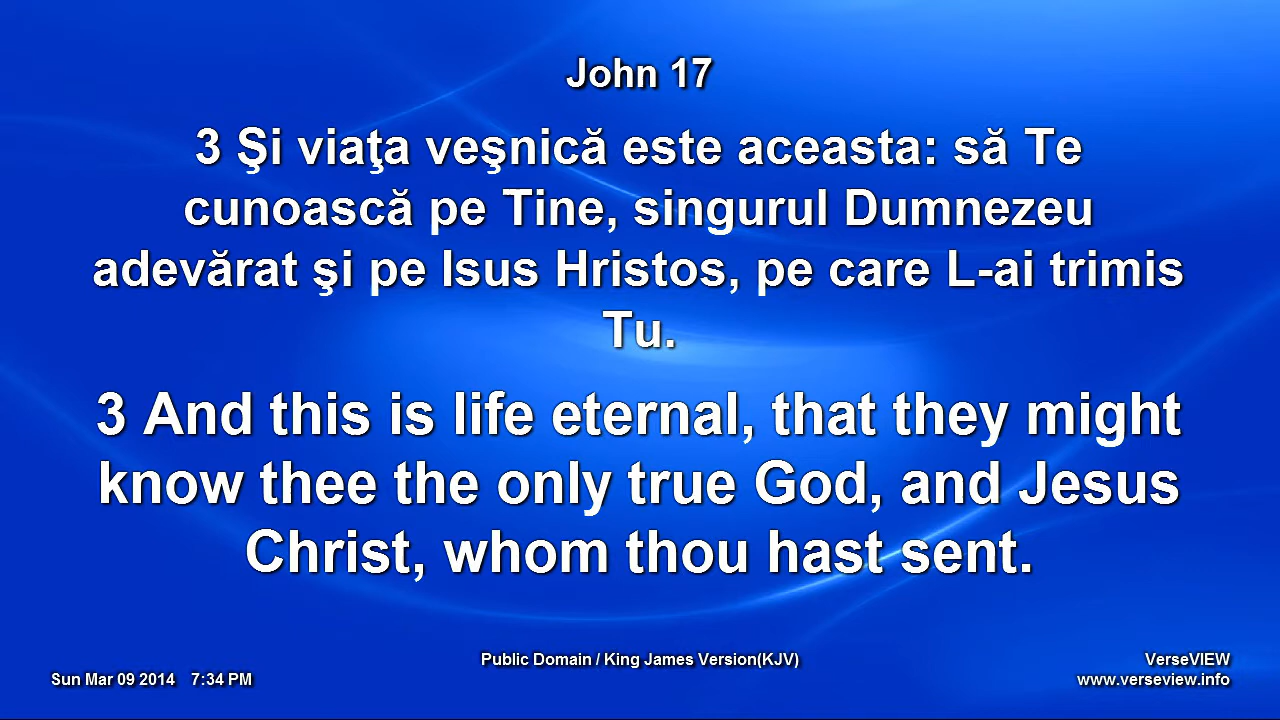 John 17
3 Şi viaţa veşnică este aceasta: să Te
cunoască pe Tine, singurul Dumnezeu
adevărat şi pe Isus Hristos, pe care L-ai trimis
Tu.
3 And this is life eternal, that they might
know thee the only true God, and Jesus
Christ, whom thou hast sent.
Public Domain / King James Version(KJV)
VerseVIEW
Sun Mar 09 2014 7:34 PM
www.verseview.info